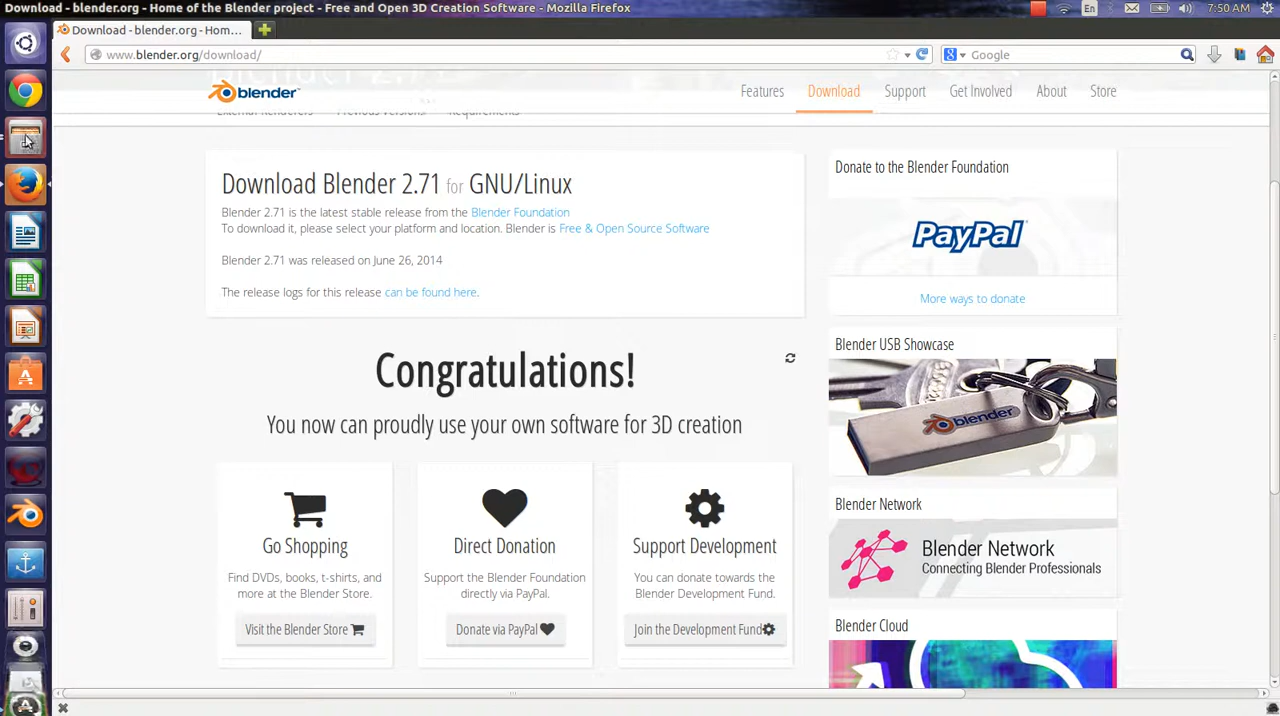 Download - blender.org - Home of the Blender project - Free and Open 3D Creation Software - Mozilla Firefox
En
7:50 AM
Download - blender.org - Hom...
www.blender.org/download/
Google
blender
Features
Download
Support
Get Involved
About
Store
External Renderers
Previous Versions
Requirements
Download Blender 2.71 for GNU/Linux
Blender 2.71 is the latest stable release from the Blender Foundation
To download it, please select your platform and location. Blender is Free & Open Source Software
Blender 2.71 was released on June 26, 2014
The release logs for this release can be found here.
Congratulations!
You now can proudly use your own software for 3D creation
Go Shopping
Find DVDs, books, t-shirts, and
more at the Blender Store.
Visit the Blender Store
Direct Donation
Support the Blender Foundation
directly via PayPal.
Donate via PayPal
Support Development
You can donate towards the
Blender Development Fund.
Join the Development Fund
Donate to the Blender Foundation
PayPal
More ways to donate
Blender USB Showcase
blender
Blender Network
Blender Network
Connecting Blender Professionals
Blender Cloud